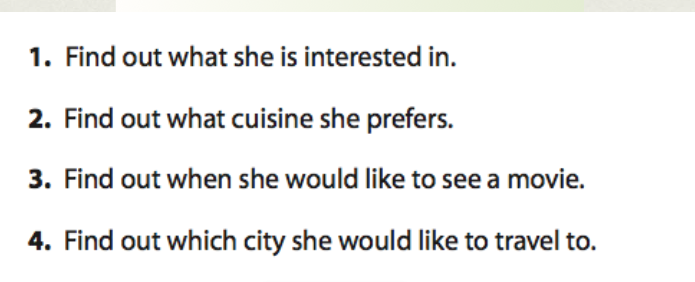 1. Find out what she is interested in.
2. Find out what cuisine she prefers.
3. Find out when she would like to see a movie.
4. Find out which city she would like to travel to.